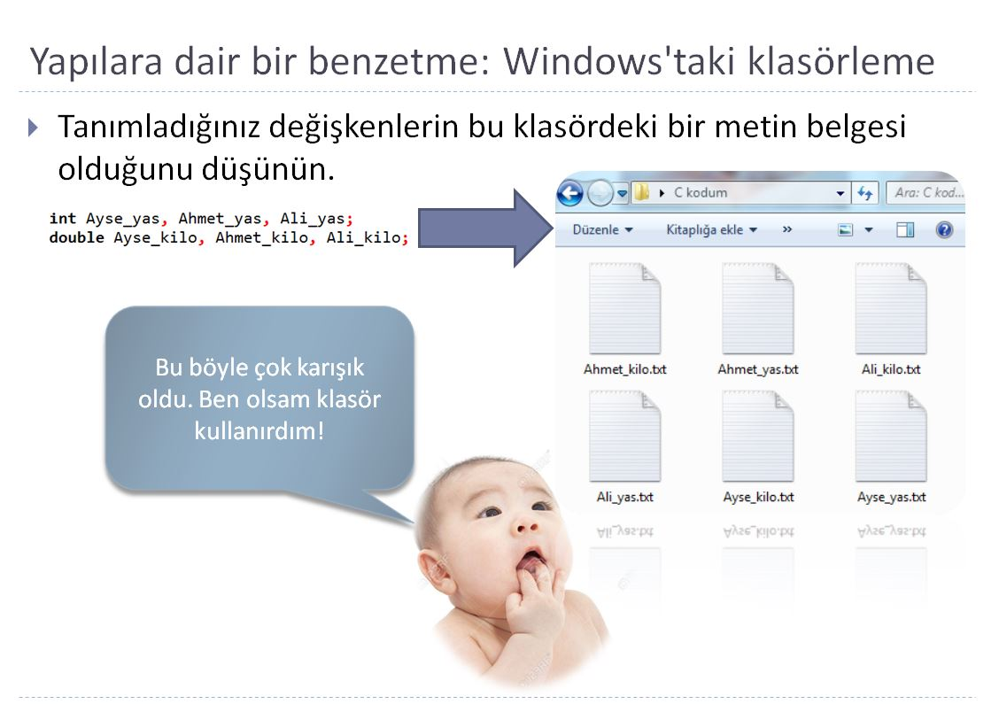 Yapılara dair bir benzetme: Windows'taki klasörleme
Tanımladığınız değişkenlerin bu klasördeki bir metin belgesi
olduğunu düşünün.
int Ayse_yas, Ahmet_yas, Ali_yas;
double Ayse_kilo, Ahmet_kilo, Ali_kilo;
C kodum
Ara: C kod...
Düzenle
Kitaplığa ekle
»
Ahmet_kilo.txt
Ahmet_yas.txt
Ali_kilo.txt
Ali_yas.txt
Ayse_kilo.txt
Ayse_yas.txt
Bu böyle çok karışık
oldu. Ben olsam klasör
kullanırdım!